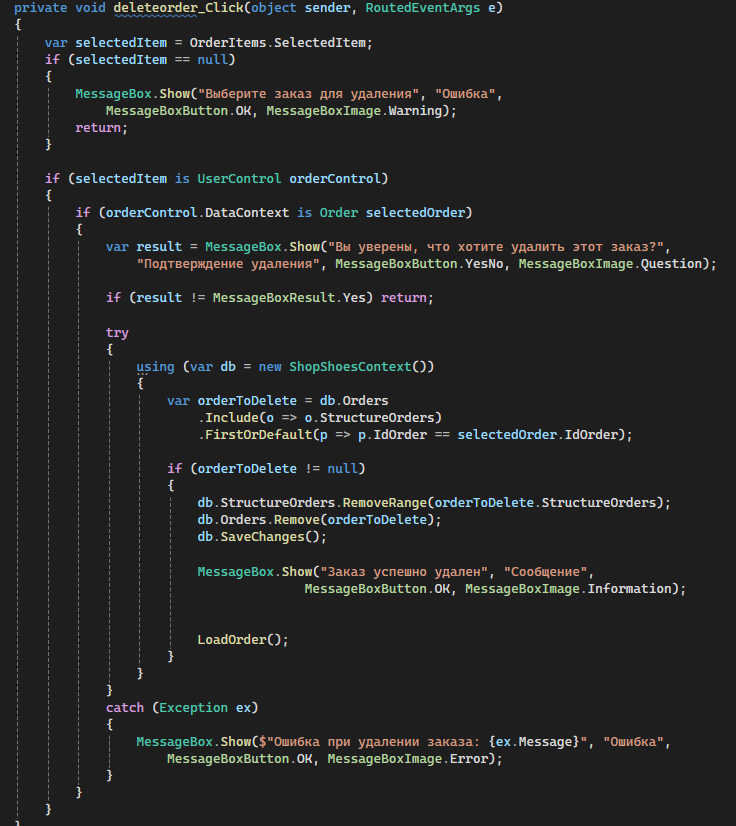 private void deleteorder_Click(object sender, RoutedEventArgs e)
{
var selectedItem = OrderItems.SelectedItem;
if (selectedItem == null)
{
MessageBox.Show("Выберите заказ для удаления", "Ошибка",
MessageBoxButton.OK, MessageBoxImage.Warning);
return;
}
if (selectedItem is UserControl orderControl)
{
if (orderControl.DataContext is Order selectedOrder)
{
var result = MessageBox.Show("Вы уверены, что хотите удалить этот заказ?",
"Подтверждение удаления", MessageBoxButton.YesNo, MessageBoxImage.Question);
if (result != MessageBoxResult.Yes) return;
try
{
using (var db = new ShopShoesContext())
{
var orderToDelete = db.Orders
.Include(o => o.StructureOrders)
.FirstOrDefault(p => p.IdOrder == selectedOrder.IdOrder);
if (orderToDelete != null)
{
db.StructureOrders.RemoveRange(orderToDelete.StructureOrders);
db.Orders.Remove(orderToDelete);
db.SaveChanges();
MessageBox.Show("Заказ успешно удален", "Сообщение",
MessageBoxButton.OK, MessageBoxImage.Information);
LoadOrder();
}
}
}
catch (Exception ex)
{
MessageBox.Show($"Ошибка при удалении заказа: {ex.Message}", "Ошибка",
MessageBoxButton.OK, MessageBoxImage.Error);
}
}
}
}